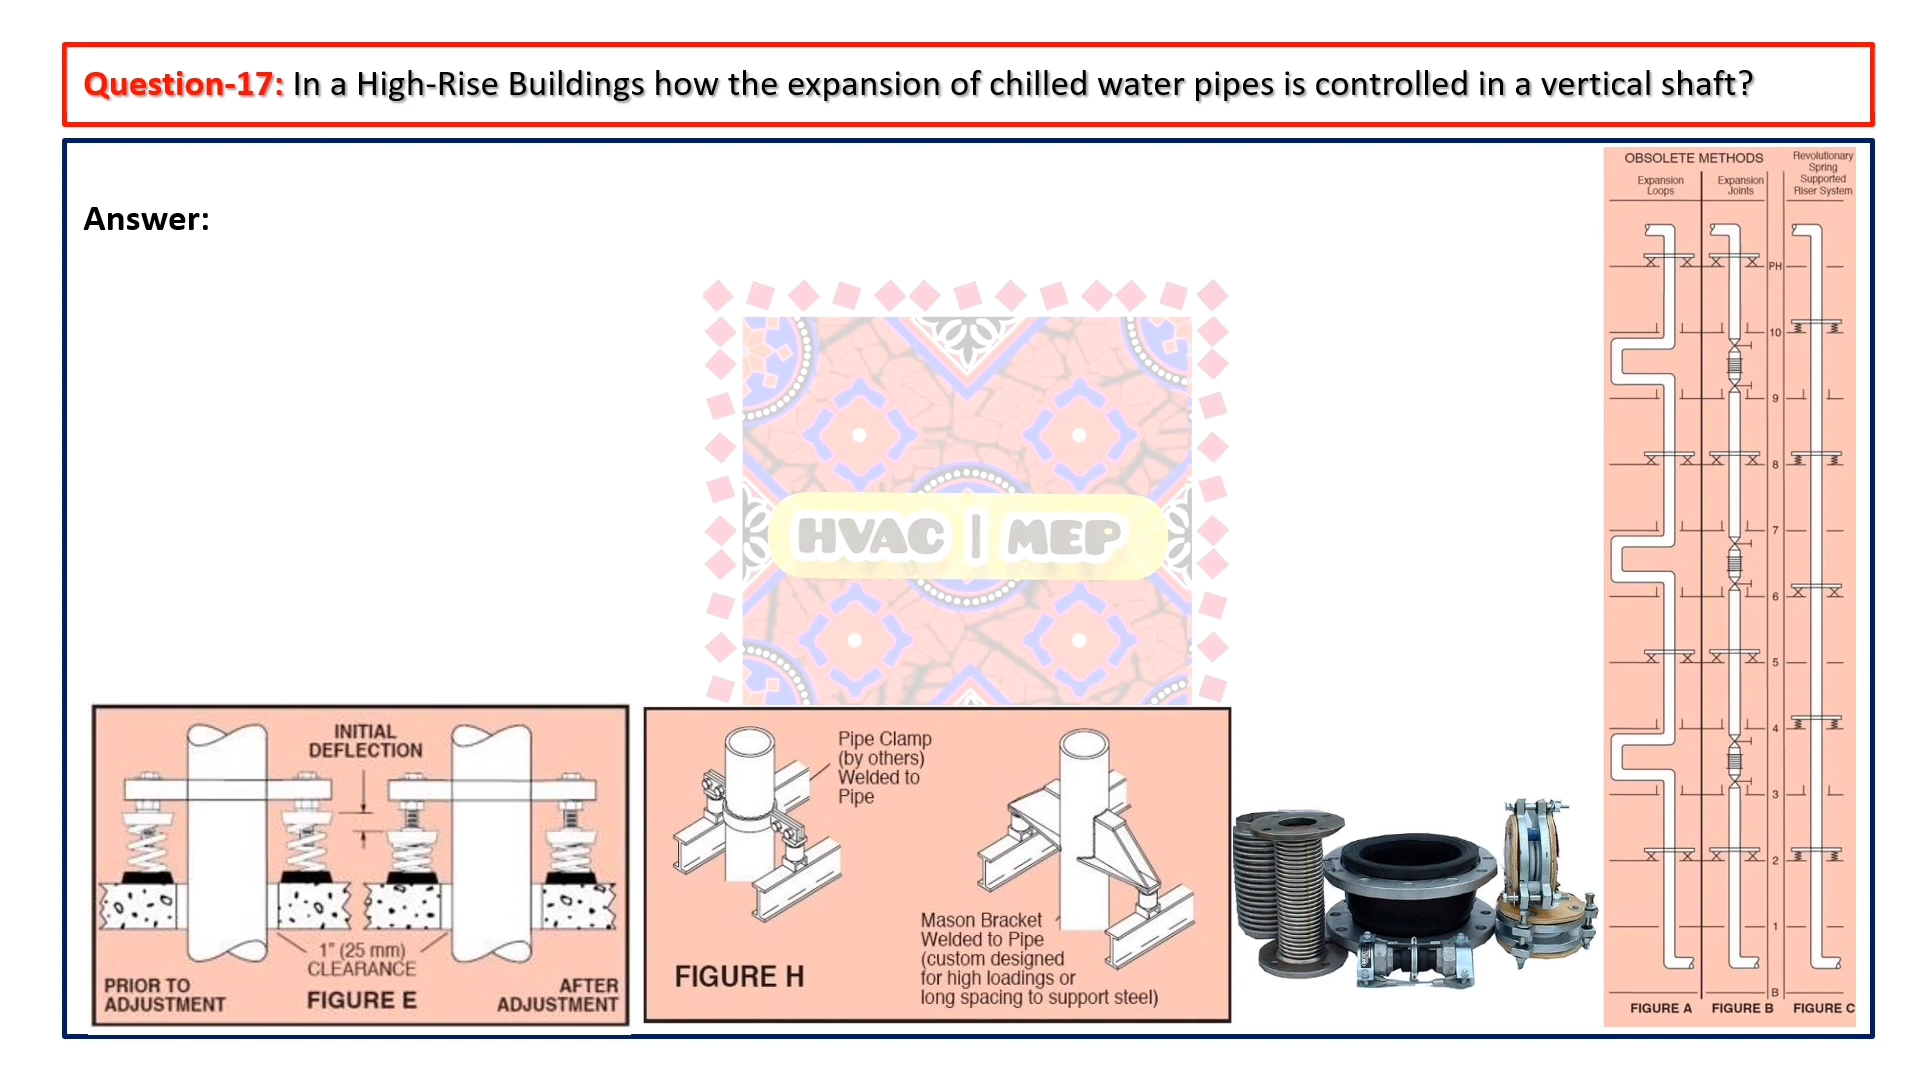 Question-17: In a High-Rise Buildings how the expansion of chilled water pipes is controlled in a vertical shaft?
Answer:
HVAC | MEP
INITIAL
DEFLECTION
1" (25 mm)
CLEARANCE
PRIOR TO
ADJUSTMENT
FIGURE E
AFTER
ADJUSTMENT
Pipe Clamp
(by others)
Welded to
Pipe
Mason Bracket
Welded to Pipe
(custom designed
for high loadings or
long spacing to support steel)
FIGURE H
OBSOLETE METHODS
Expansion
Loops
Expansion
Joints
Revolutionary
Spring
Supported
Riser System
PH
10
9
8
7
6
5
4
3
2
1
B
FIGURE A
FIGURE B
FIGURE C